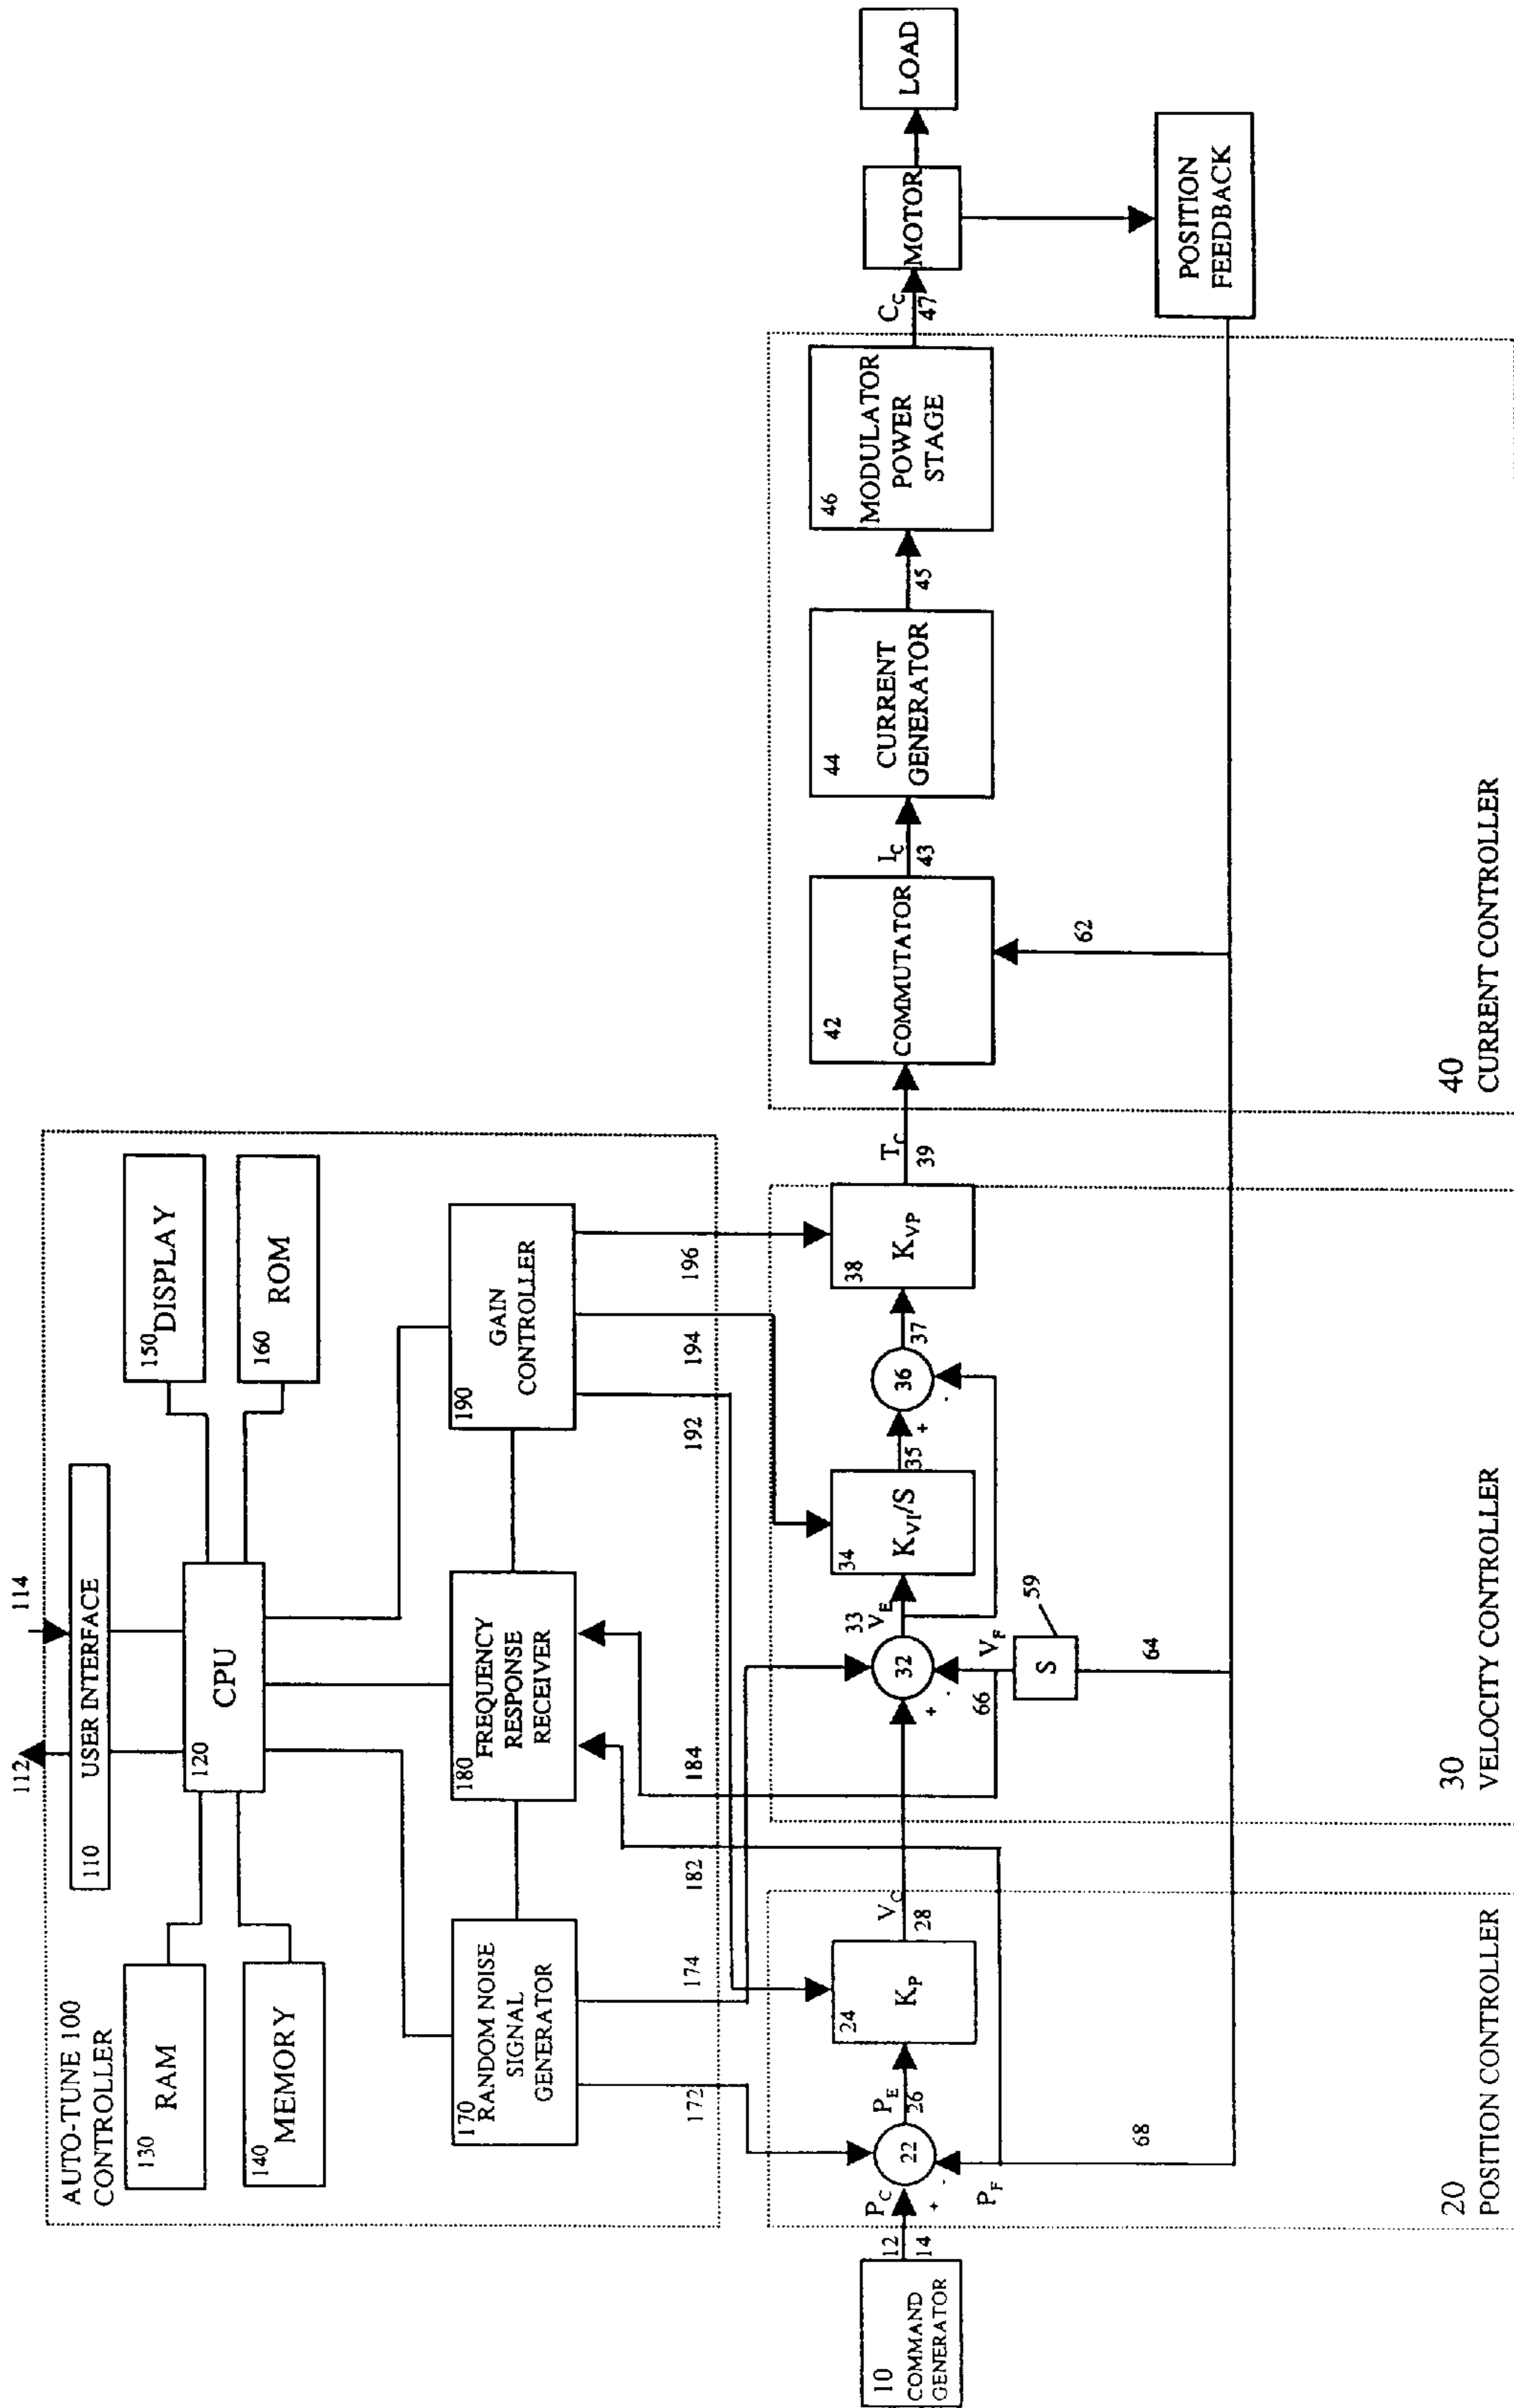 112
114
AUTO-TUNE 100
CONTROLLER
110 USER INTERFACE
130
RAM
140
MEMORY
120
CPU
150
DISPLAY
160
ROM
170
RANDOM NOISE
SIGNAL
GENERATOR
180
FREQUENCY
RESPONSE
RECEIVER
190
GAIN
CONTROLLER
172
174
182
184
192
194
196
10
COMMAND
GENERATOR
12
14
P_C
+
-
22
P_F
P_E
26
24
K_P
V_C
28
68
20
POSITION CONTROLLER
+
-
32
33
V_E
V_F
66
S
59
64
34
K_VI/S
35
+
-
36
37
38
K_VP
30
VELOCITY CONTROLLER
T_C
39
42
COMMUTATOR
62
I_C
43
44
CURRENT
GENERATOR
45
46
MODULATOR
POWER
STAGE
40
CURRENT CONTROLLER
C_C
47
MOTOR
LOAD
POSITION
FEEDBACK